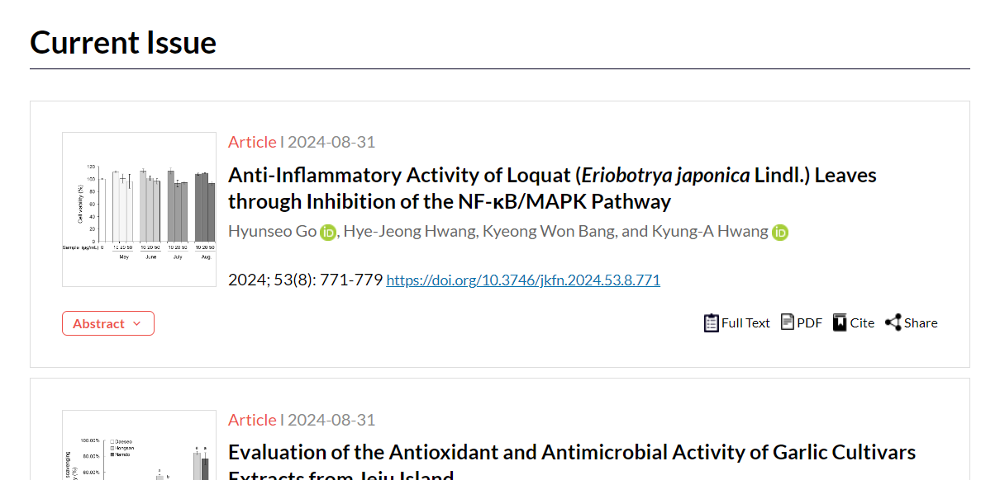 Current Issue
Article I 2024-08-31
Anti-Inflammatory Activity of Loquat (Eriobotrya japonica Lindl.) Leaves
through Inhibition of the NF-κB/MAPK Pathway
Hyunseo Go iD, Hye-Jeong Hwang, Kyeong Won Bang, and Kyung-A Hwang iD
2024; 53(8): 771-779 https://doi.org/10.3746/jkfn.2024.53.8.771
Cell viability (%)
120
100
80
60
40
20
0
Sample (μg/mL) 0 10 20 50 10 20 50 10 20 50 10 20 50
May June July Aug.
Abstract
Full Text PDF Cite Share
Article I 2024-08-31
Evaluation of the Antioxidant and Antimicrobial Activity of Garlic Cultivars
Extracts from Jeju Island
100.00%
80.00%
60.00%
Daeseo
Hongsan
Namdo
scavenging
a a
a
b